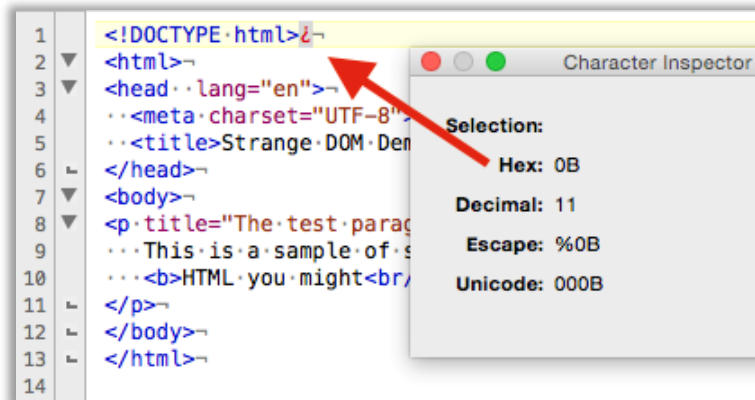 1 <!DOCTYPE·html>¿¬
2 <html>¬
3 <head··lang="en">¬
4 ··<meta·charset="UTF-8">
5 ··<title>Strange·DOM·Dem
6 </head>¬
7 <body>¬
8 <p·title="The·test·parag
9 ···This·is·a·sample·of·s
10 ···<b>HTML·you·might<br/
11 </p>¬
12 </body>¬
13 </html>¬
14
Character Inspector
Selection:
Hex: 0B
Decimal: 11
Escape: %0B
Unicode: 000B